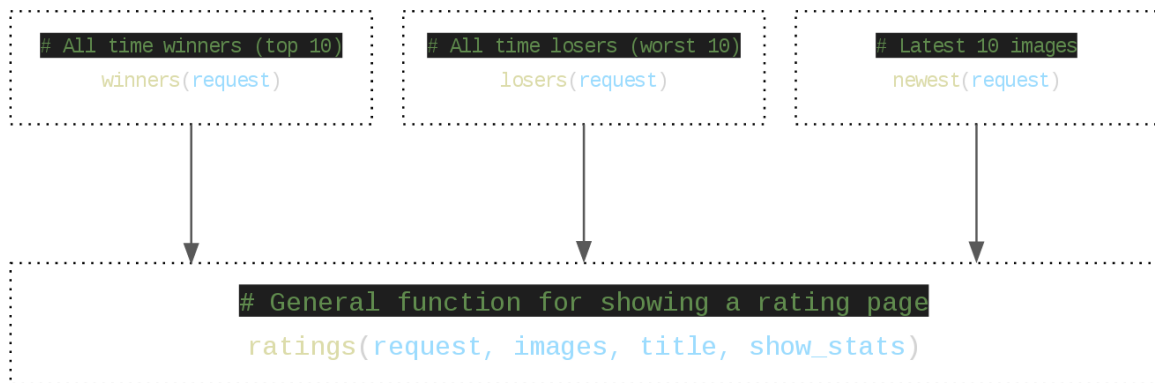 # All time winners (top 10)
winners(request)
# All time losers (worst 10)
losers(request)
# Latest 10 images
newest(request)
# General function for showing a rating page
ratings(request, images, title, show_stats)